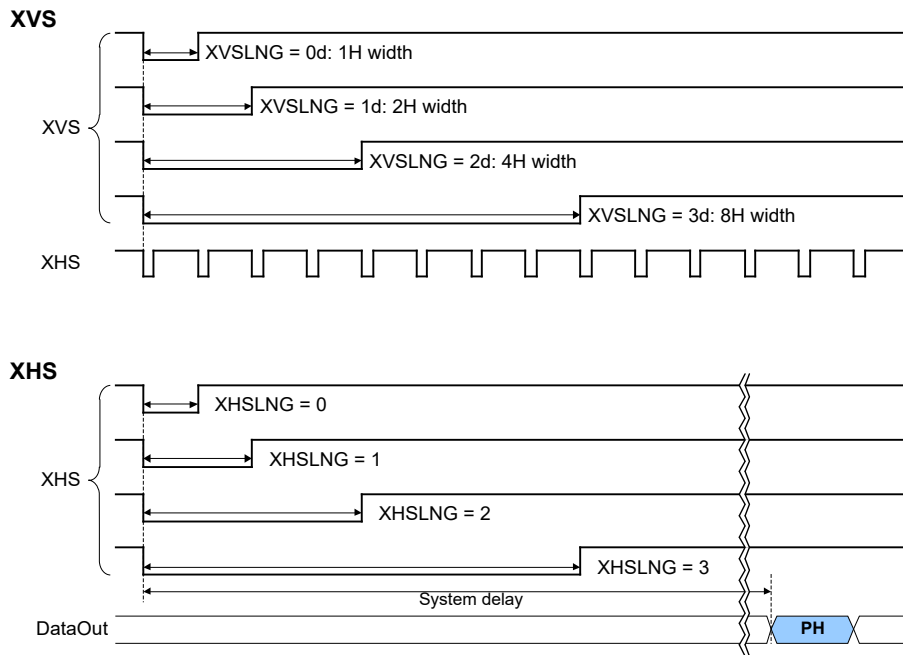 XVS
XVSLNG = 0d: 1H width
XVSLNG = 1d: 2H width
XVS
XVSLNG = 2d: 4H width
XVSLNG = 3d: 8H width
XHS
XHS
XHSLNG = 0
XHSLNG = 1
XHS
XHSLNG = 2
XHSLNG = 3
System delay
DataOut
PH